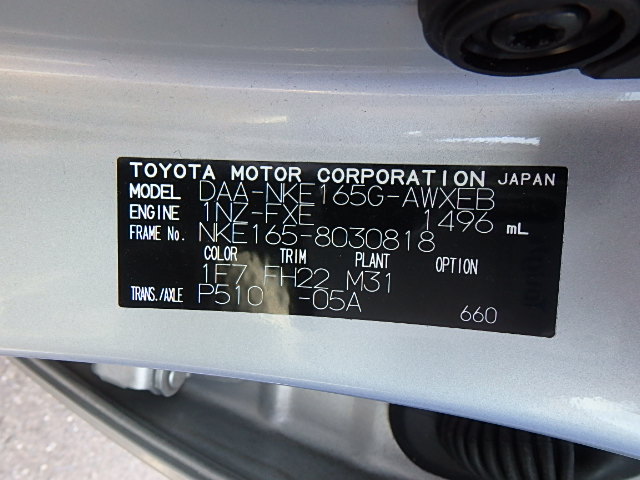 TOYOTA MOTOR CORPORATION JAPAN
MODEL DAA-NKE165G-AWXEB
ENGINE 1NZ-FXE 1496 mL
FRAME No. NKE165-8030818
COLOR TRIM PLANT OPTION
1F7 FH22 M31
TRANS./AXLE P510 -05A
660